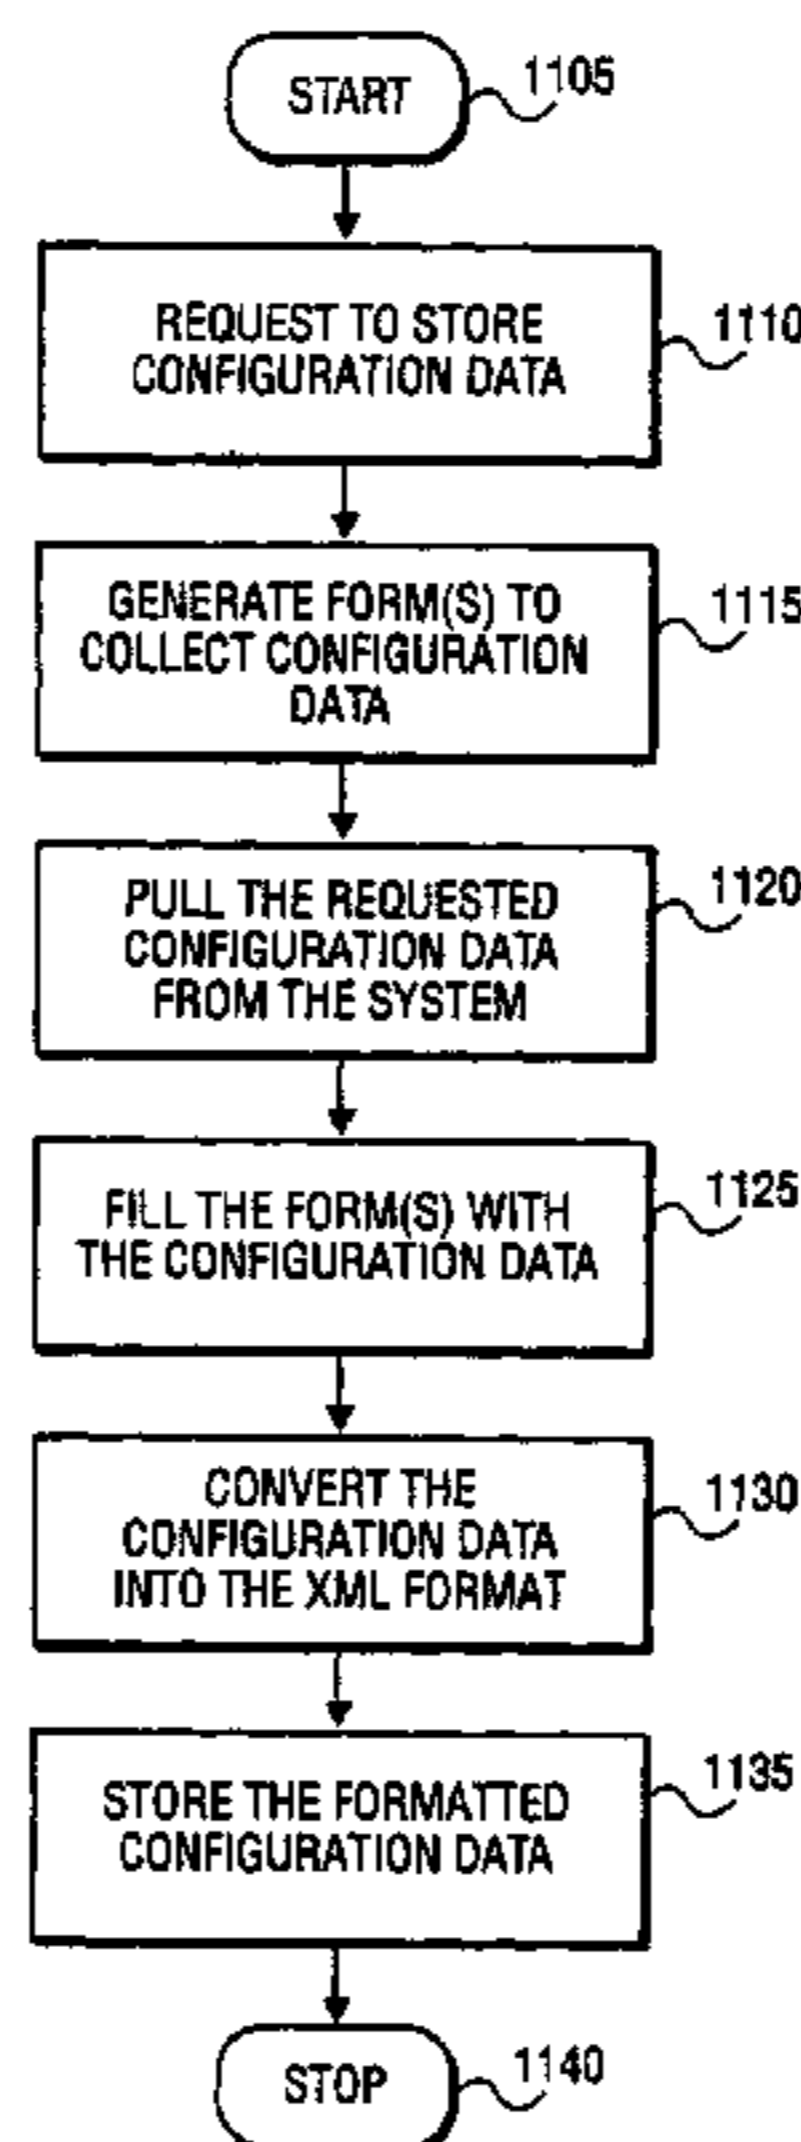 START
1105
REQUEST TO STORE
CONFIGURATION DATA
1110
GENERATE FORM(S) TO
COLLECT CONFIGURATION
DATA
1115
PULL THE REQUESTED
CONFIGURATION DATA
FROM THE SYSTEM
1120
FILL THE FORM(S) WITH
THE CONFIGURATION DATA
1125
CONVERT THE
CONFIGURATION DATA
INTO THE XML FORMAT
1130
STORE THE FORMATTED
CONFIGURATION DATA
1135
STOP
1140